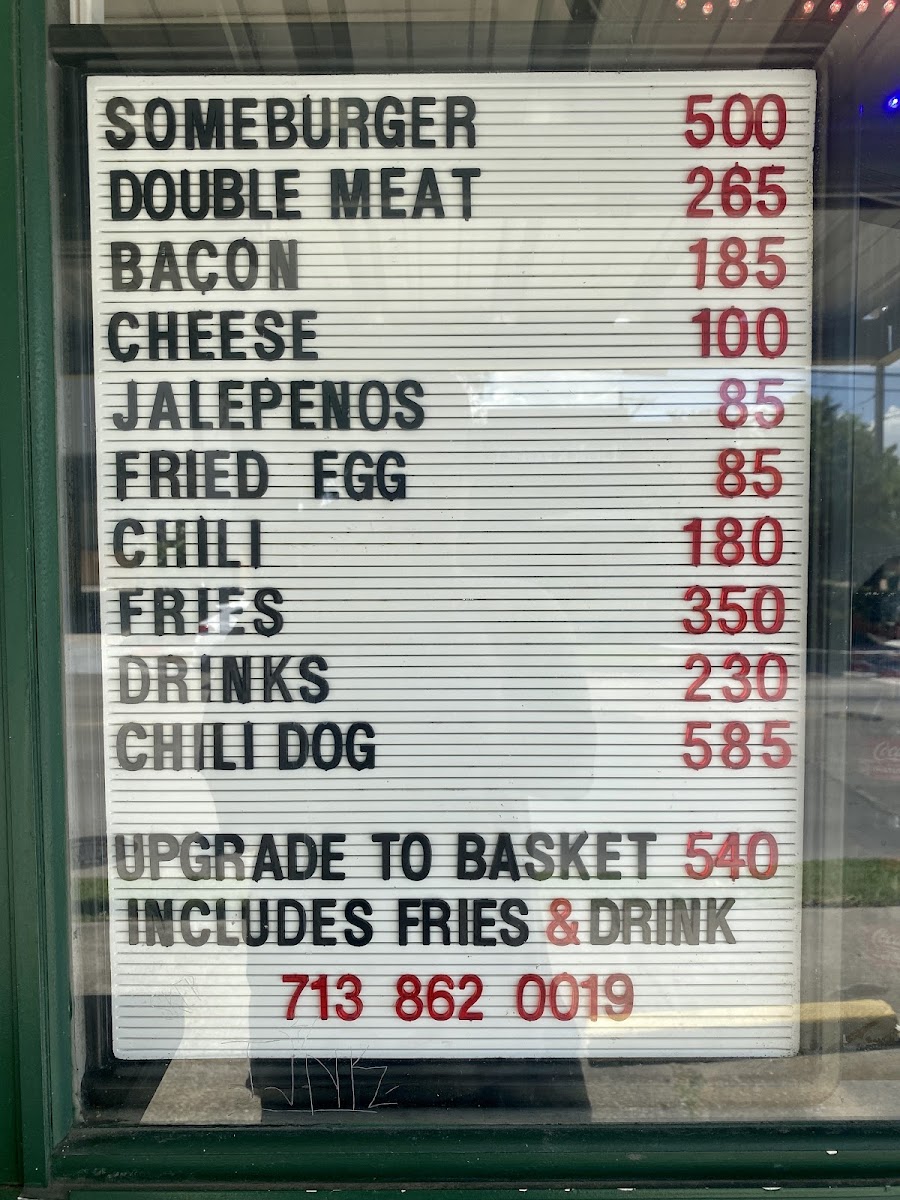 SOMEBURGER 500
DOUBLE MEAT 265
BACON 185
CHEESE 100
JALEPENOS 85
FRIED EGG 85
CHILI 180
FRIES 350
DRINKS 230
CHILI DOG 585
UPGRADE TO BASKET 540
INCLUDES FRIES & DRINK
713 862 0019